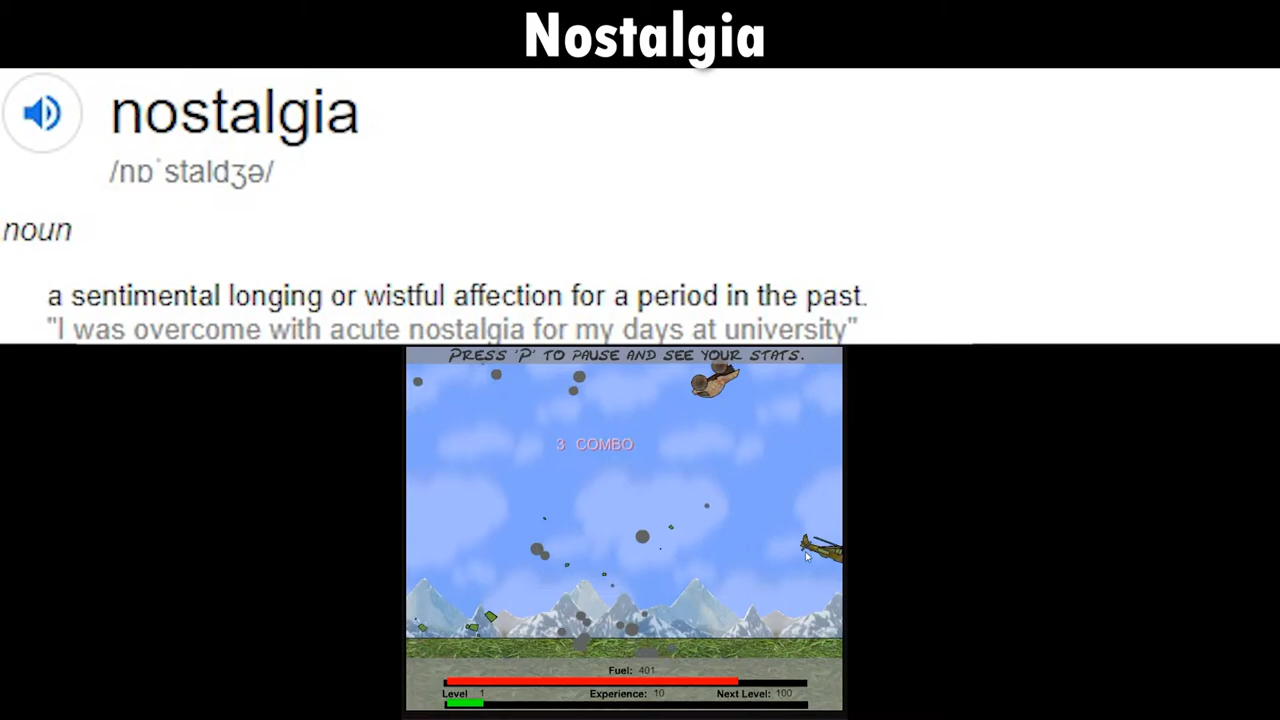 Nostalgia
nostalgia
/nɒˈstaldʒə/
noun
a sentimental longing or wistful affection for a period in the past.
"I was overcome with acute nostalgia for my days at university"
PRESS 'P' TO PAUSE AND SEE YOUR STATS.
3 COMBO
Fuel: 401
Level 1 Experience: 10 Next Level: 100